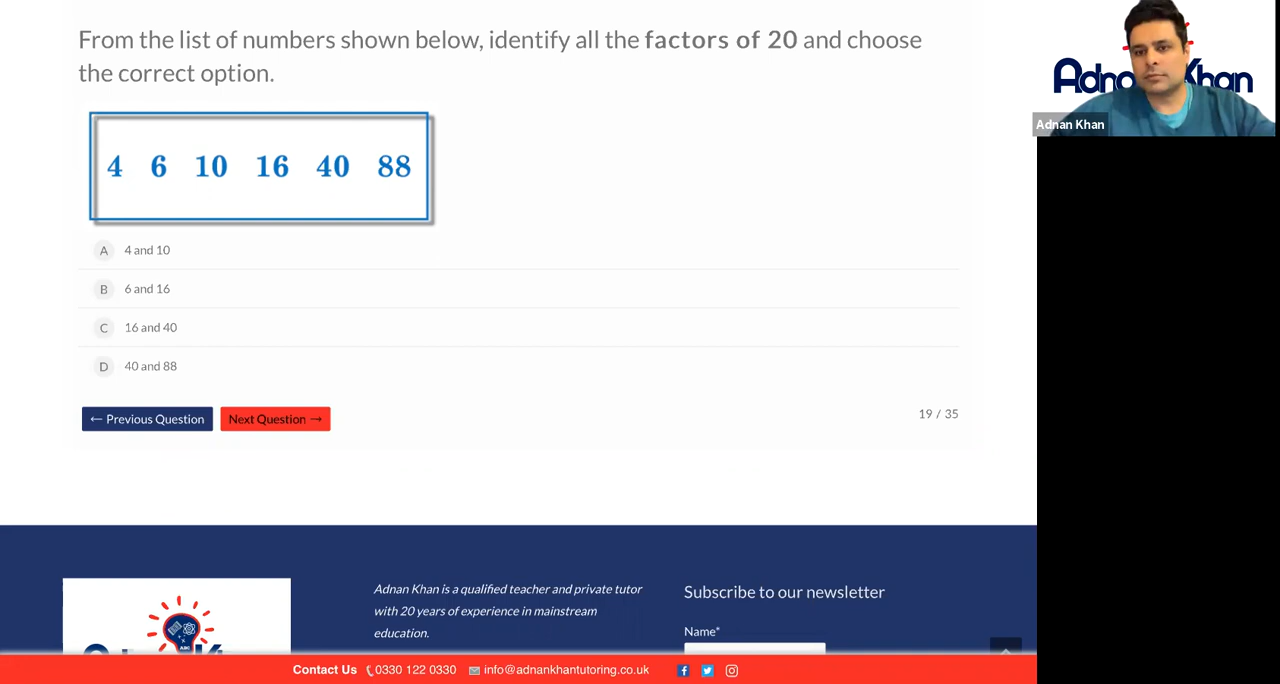 From the list of numbers shown below, identify all the factors of 20 and choose
the correct option.
4 6 10 16 40 88
A 4 and 10
B 6 and 16
C 16 and 40
D 40 and 88
← Previous Question
Next Question →
19 / 35
Adnan Khan
Adnan Khan is a qualified teacher and private tutor
with 20 years of experience in mainstream
education.
Subscribe to our newsletter
Name*
Contact Us 0330 122 0330 info@adnankhantutoring.co.uk